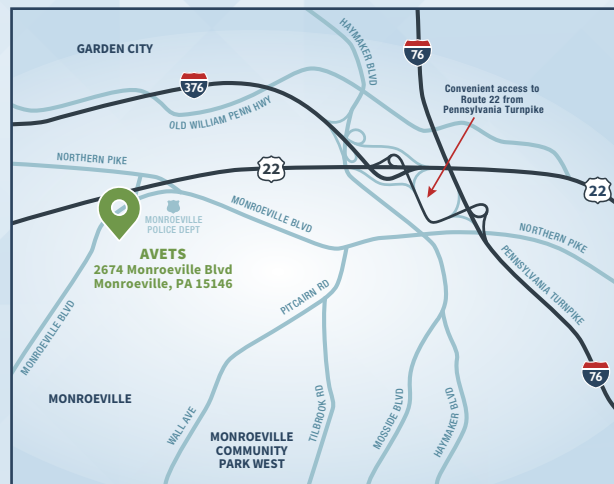 GARDEN CITY
HAYMAKER BLVD
76
376
Convenient access to
Route 22 from
Pennsylvania Turnpike
OLD WILLIAM PENN HWY
NORTHERN PIKE
22
22
MONROEVILLE
POLICE DEPT
MONROEVILLE BLVD
NORTHERN PIKE
AVETS
2674 Monroeville Blvd
Monroeville, PA 15146
PENNSYLVANIA TURNPIKE
PITCAIRN RD
MONROEVILLE BLVD
76
MONROEVILLE
WALL AVE
TILBROOK RD
MOSSIDE BLVD
HAYMAKER BLVD
MONROEVILLE
COMMUNITY
PARK WEST